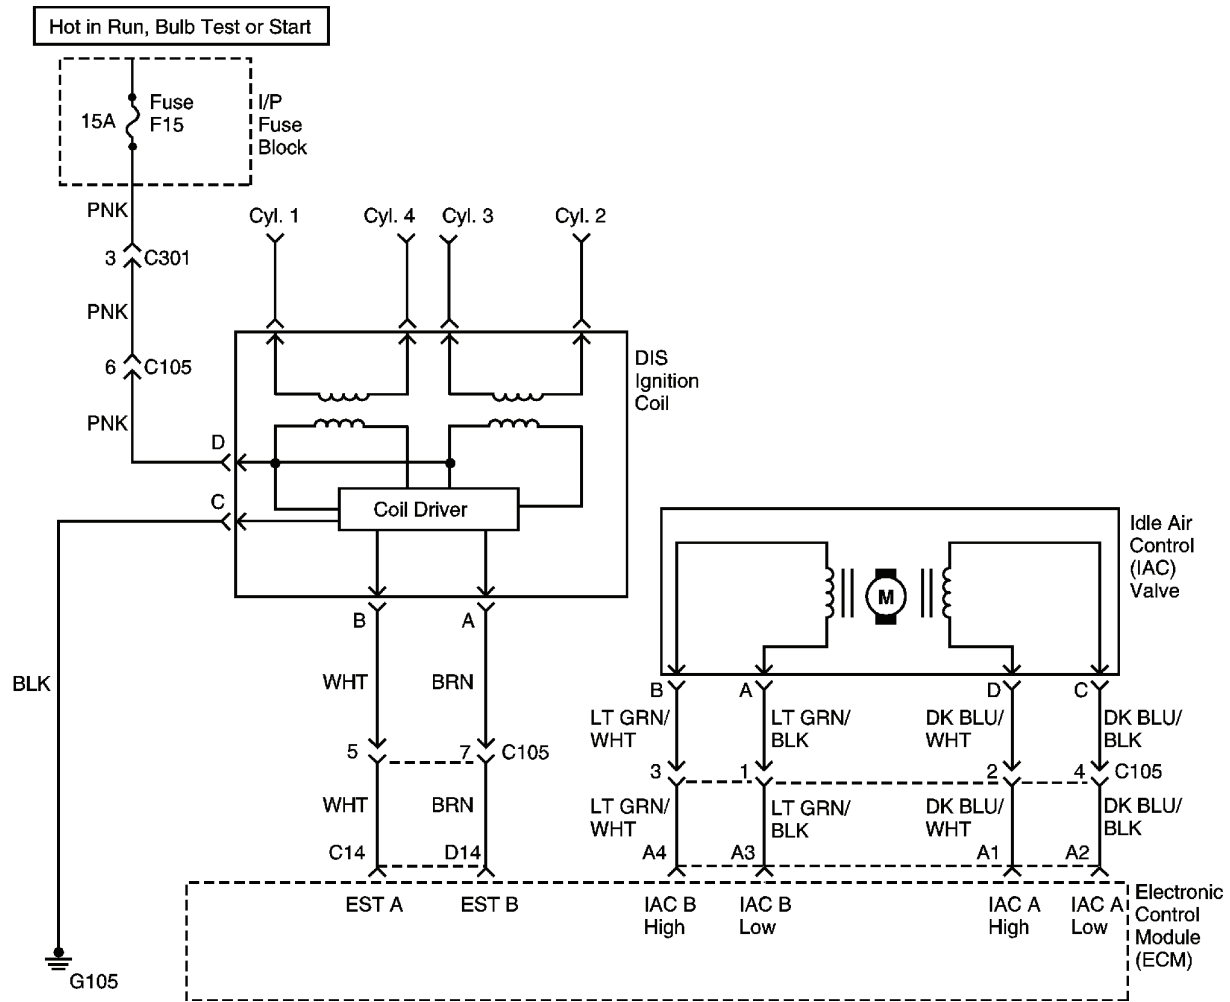 Hot in Run, Bulb Test or Start
15A
Fuse
F15
I/P
Fuse
Block
PNK
3
C301
PNK
6
C105
PNK
Cyl. 1
Cyl. 4
Cyl. 3
Cyl. 2
DIS
Ignition
Coil
D
C
Coil Driver
B
A
BLK
WHT
BRN
5
7
C105
WHT
BRN
C14
D14
EST A
EST B
G105
Idle Air
Control
(IAC)
Valve
M
B
A
D
C
LT GRN/
WHT
LT GRN/
BLK
DK BLU/
WHT
DK BLU/
BLK
3
1
2
4
C105
LT GRN/
WHT
LT GRN/
BLK
DK BLU/
WHT
DK BLU/
BLK
A4
A3
A1
A2
IAC B
High
IAC B
Low
IAC A
High
IAC A
Low
Electronic
Control
Module
(ECM)